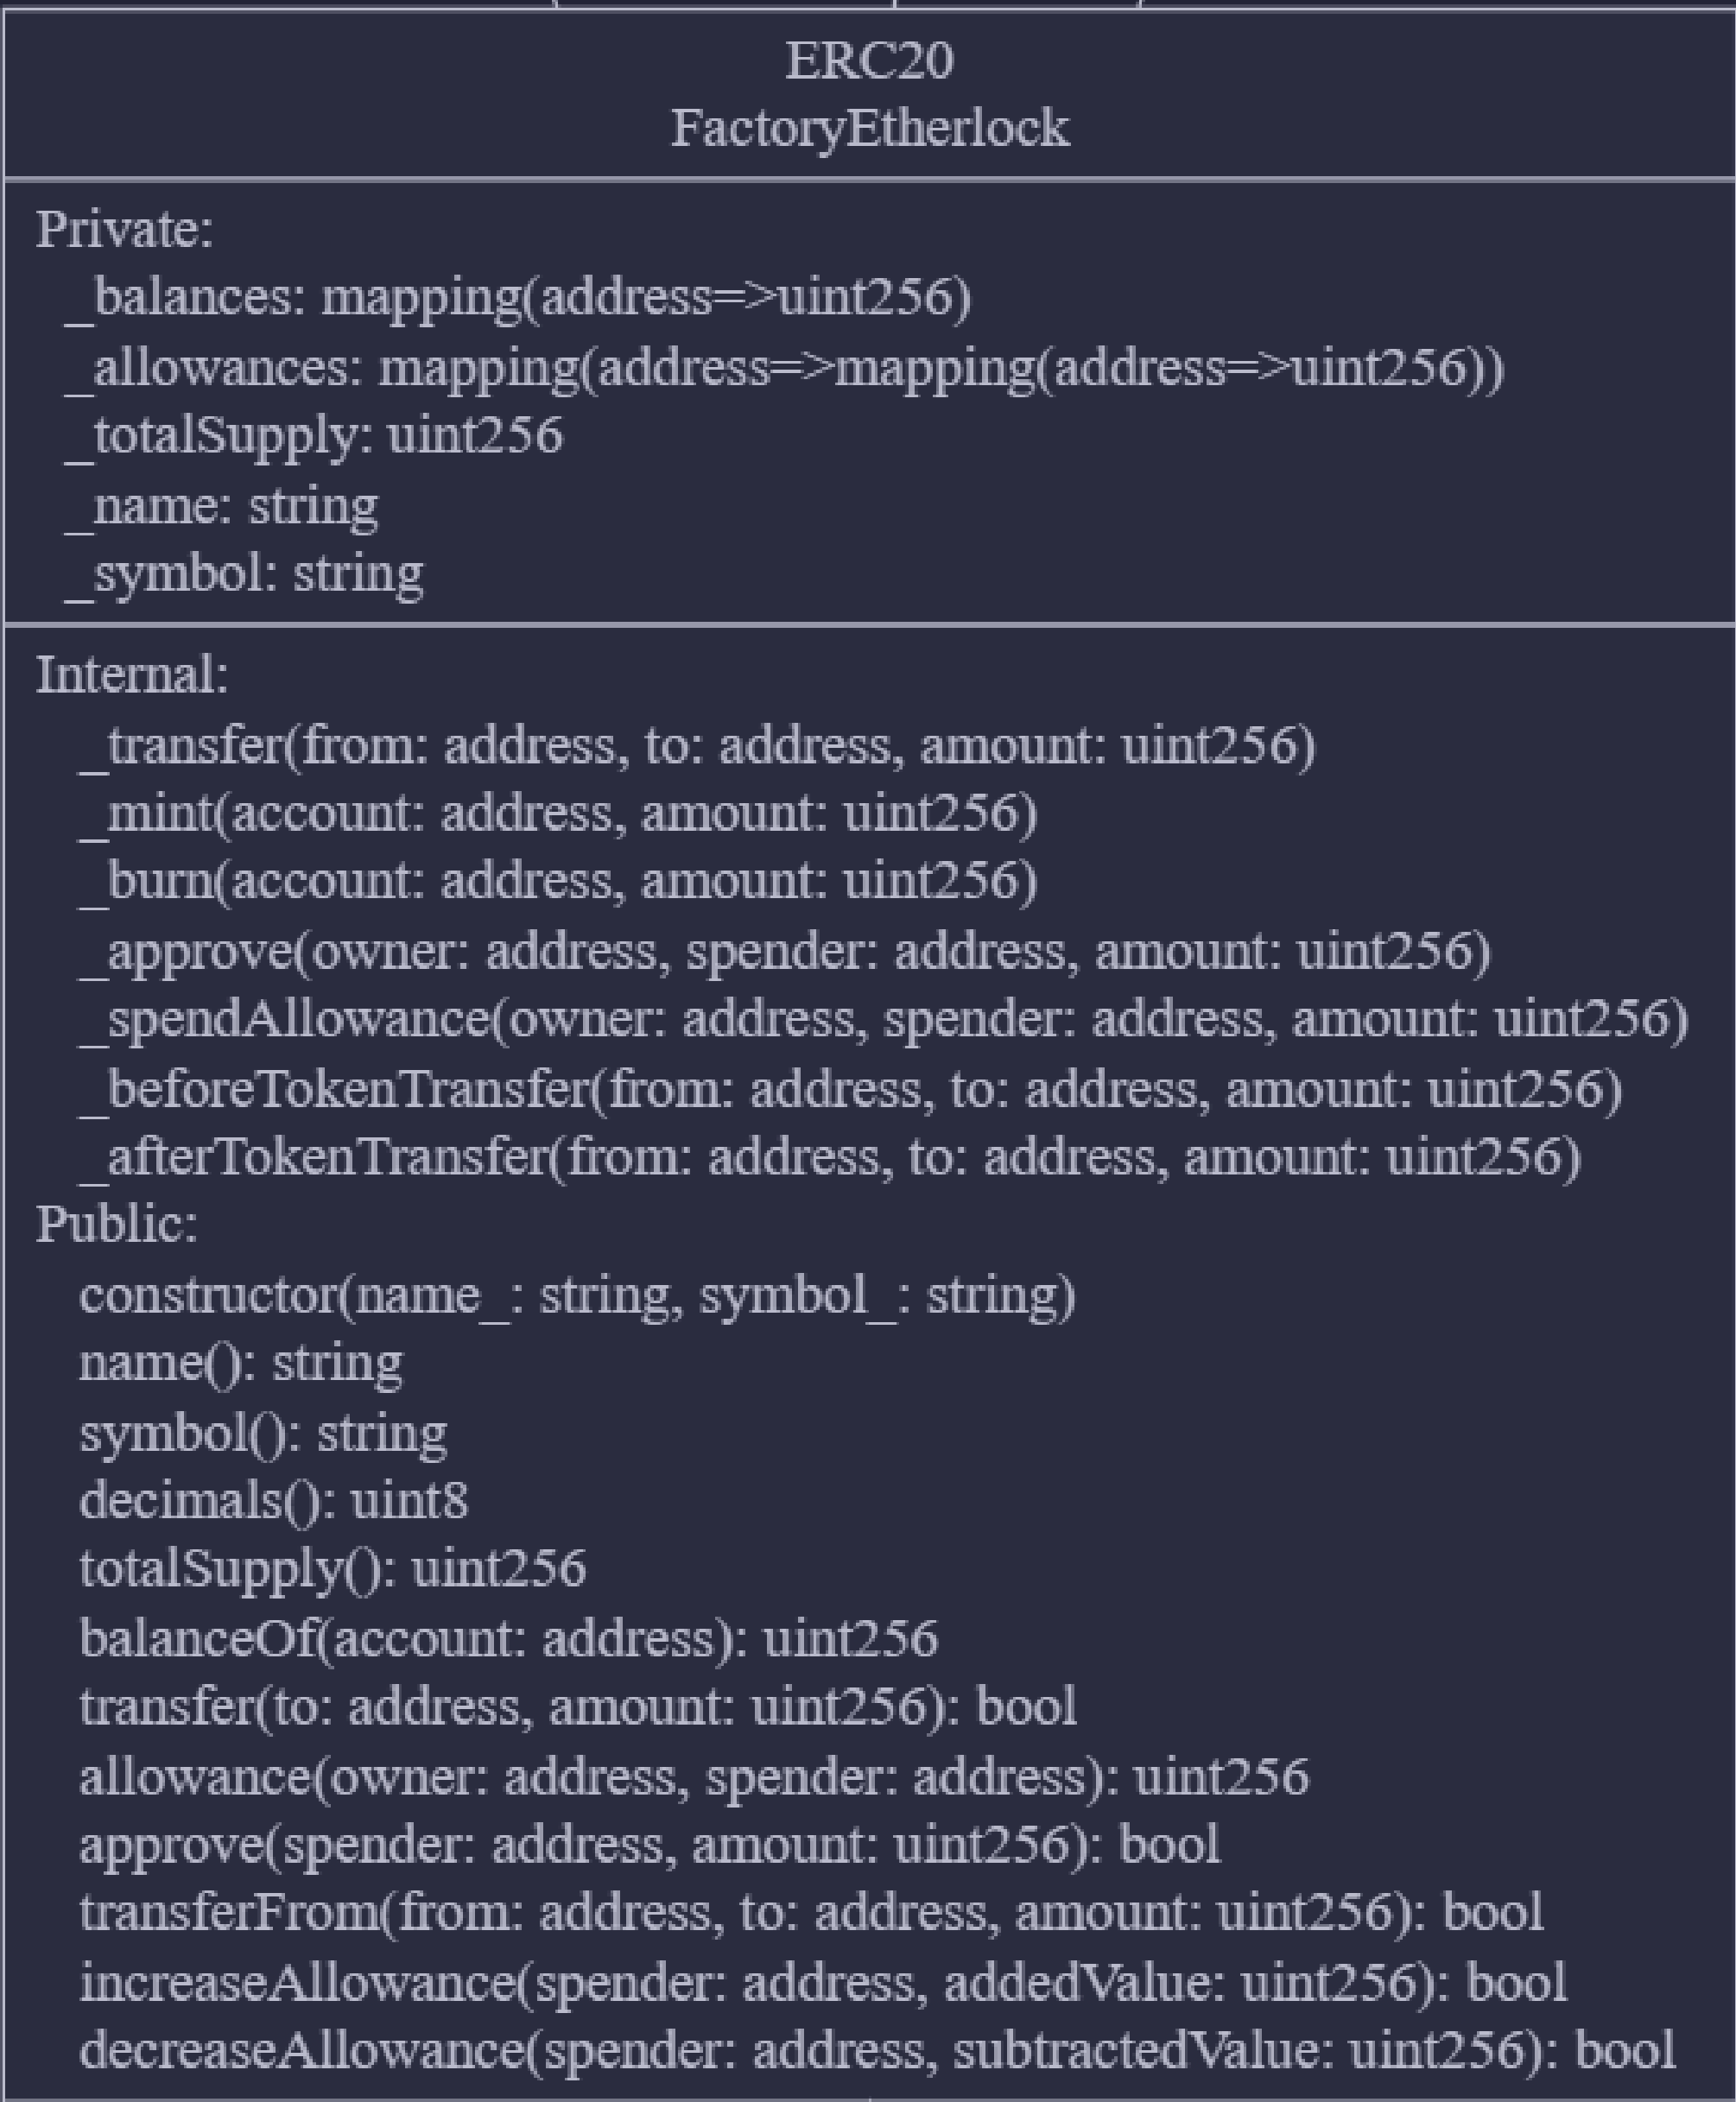 ERC20
FactoryEtherlock
Private:
_balances: mapping(address=>uint256)
_allowances: mapping(address=>mapping(address=>uint256))
_totalSupply: uint256
_name: string
_symbol: string
Internal:
_transfer(from: address, to: address, amount: uint256)
_mint(account: address, amount: uint256)
_burn(account: address, amount: uint256)
_approve(owner: address, spender: address, amount: uint256)
_spendAllowance(owner: address, spender: address, amount: uint256)
_beforeTokenTransfer(from: address, to: address, amount: uint256)
_afterTokenTransfer(from: address, to: address, amount: uint256)
Public:
constructor(name_: string, symbol_: string)
name(): string
symbol(): string
decimals(): uint8
totalSupply(): uint256
balanceOf(account: address): uint256
transfer(to: address, amount: uint256): bool
allowance(owner: address, spender: address): uint256
approve(spender: address, amount: uint256): bool
transferFrom(from: address, to: address, amount: uint256): bool
increaseAllowance(spender: address, addedValue: uint256): bool
decreaseAllowance(spender: address, subtractedValue: uint256): bool